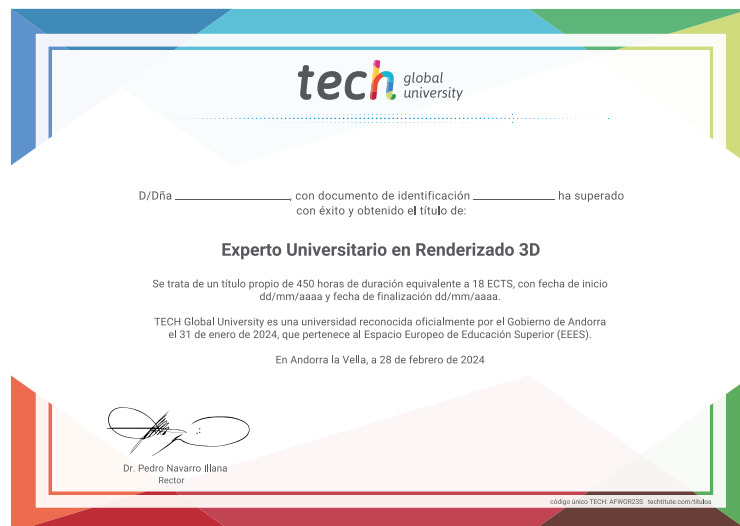 tech global
university
D/Dña ______________________, con documento de identificación ______________ ha superado
con éxito y obtenido el título de:
Experto Universitario en Renderizado 3D
Se trata de un título propio de 450 horas de duración equivalente a 18 ECTS, con fecha de inicio
dd/mm/aaaa y fecha de finalización dd/mm/aaaa.
TECH Global University es una universidad reconocida oficialmente por el Gobierno de Andorra
el 31 de enero de 2024, que pertenece al Espacio Europeo de Educación Superior (EEES).
En Andorra la Vella, a 28 de febrero de 2024
Dr. Pedro Navarro Illana
Rector
código único TECH: AFWOR23S techtitute.com/titulos